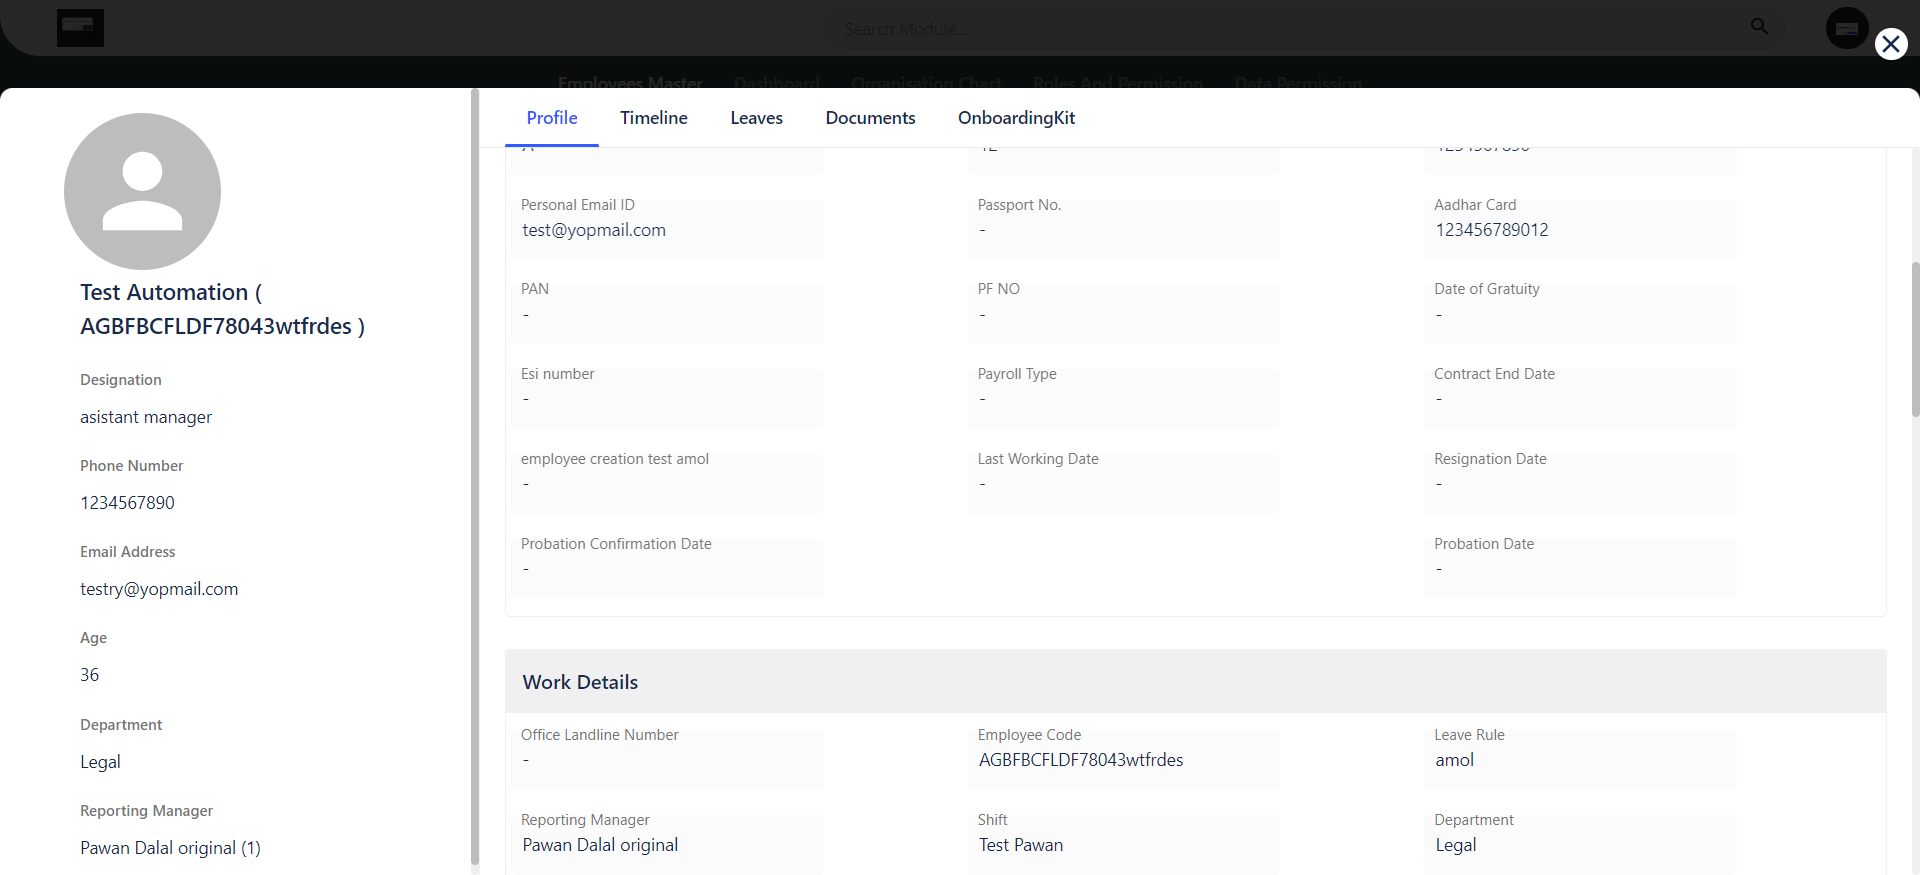 Search Module...
Employees Master Dashboard Organisation Chart Roles And Permission Data Permission
Test Automation (
AGBFBCFLDF78043wtfrdes )
Designation
asistant manager
Phone Number
1234567890
Email Address
testry@yopmail.com
Age
36
Department
Legal
Reporting Manager
Pawan Dalal original (1)
Profile Timeline Leaves Documents OnboardingKit
A 12 1234567890
Personal Email ID Passport No. Aadhar Card
test@yopmail.com - 123456789012
PAN PF NO Date of Gratuity
- - -
Esi number Payroll Type Contract End Date
- - -
employee creation test amol Last Working Date Resignation Date
- - -
Probation Confirmation Date Probation Date
- -
Work Details
Office Landline Number Employee Code Leave Rule
- AGBFBCFLDF78043wtfrdes amol
Reporting Manager Shift Department
Pawan Dalal original Test Pawan Legal